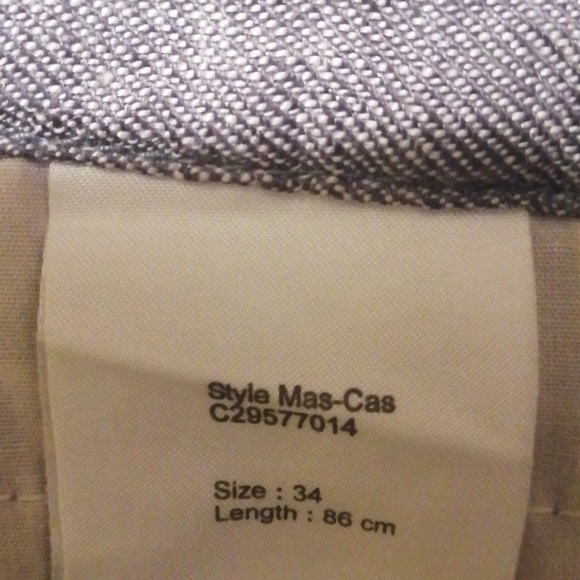 Style Mas-Cas
C29577014
Size : 34
Length : 86 cm